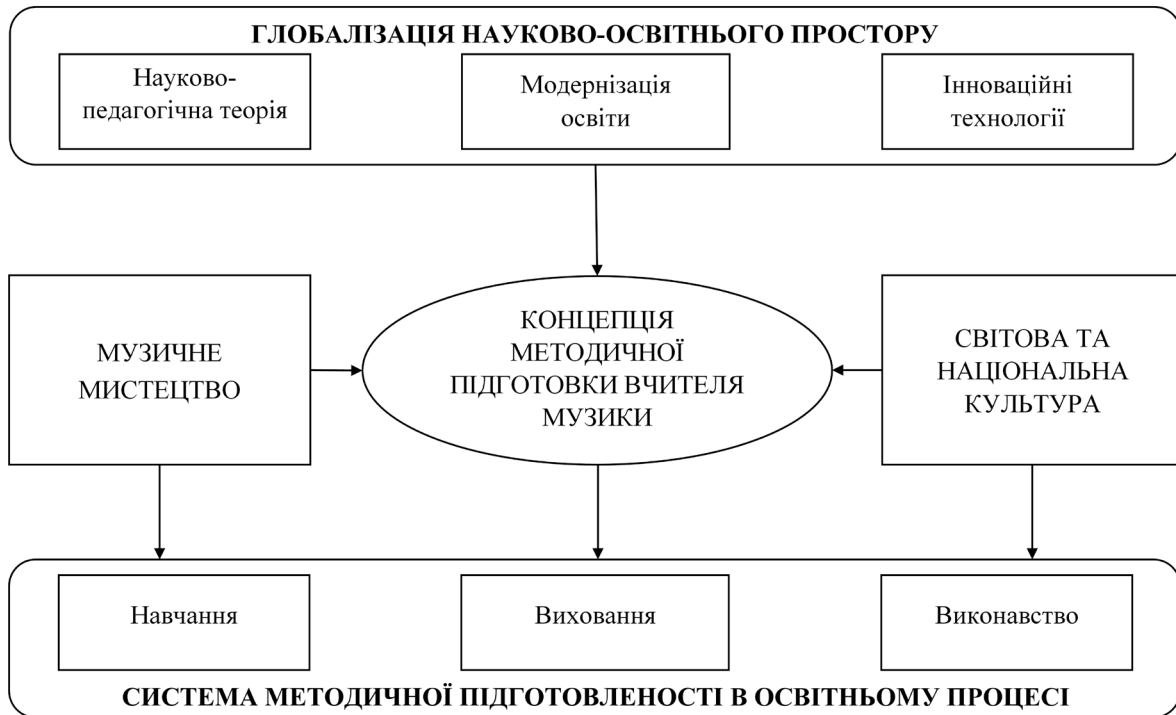 ГЛОБАЛІЗАЦІЯ НАУКОВО-ОСВІТНЬОГО ПРОСТОРУ
Науково-
педагогічна теорія
Модернізація
освіти
Інноваційні
технології
МУЗИЧНЕ
МИСТЕЦТВО
КОНЦЕПЦІЯ
МЕТОДИЧНОЇ
ПІДГОТОВКИ ВЧИТЕЛЯ
МУЗИКИ
СВІТОВА ТА
НАЦІОНАЛЬНА
КУЛЬТУРА
Навчання
Виховання
Виконавство
СИСТЕМА МЕТОДИЧНОЇ ПІДГОТОВЛЕНОСТІ В ОСВІТНЬОМУ ПРОЦЕСІ